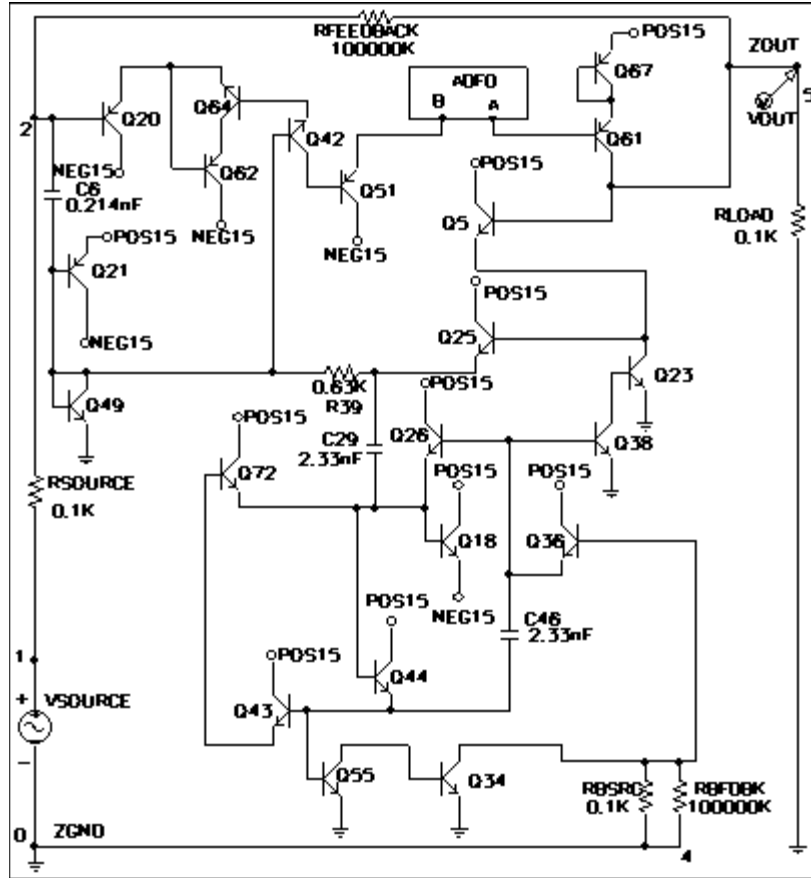 RFEEDBACK
100000K
POS15
ZOUT
Q67
5
ADF0
B A
Q20
Q64
Q42
Q61
VOUT
V
2
NEG15
C6
0.214nF
Q62
Q51
POS15
Q5
RLOAD
0.1K
POS15
NEG15
NEG15
Q21
POS15
NEG15
Q25
0.63K
R39
POS15
Q23
Q49
POS15
C29
2.33nF
Q26
Q38
Q72
POS15
POS15
RSOURCE
0.1K
Q18
Q36
POS15
NEG15
C46
2.33nF
1
POS15
Q44
+
VSOURCE
Q43
-
Q55
Q34
RBSRC
0.1K
RBFDBK
100000K
0
ZGND
4